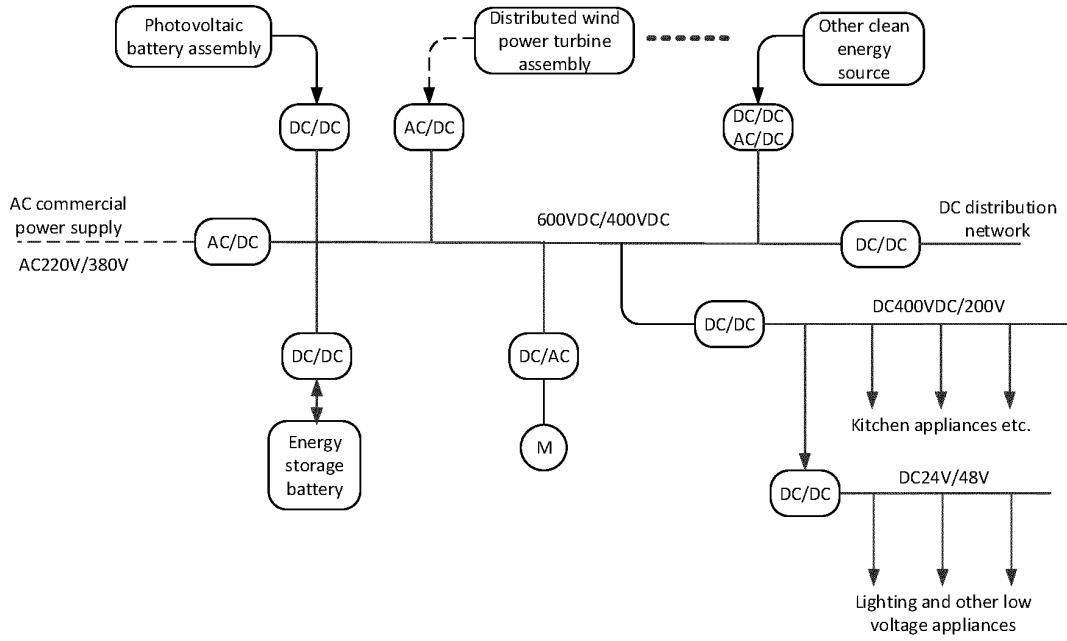 Photovoltaic
battery assembly
Distributed wind
power turbine
assembly
Other clean
energy
source
DC/DC
AC/DC
DC/DC
AC/DC
AC commercial
power supply
AC220V/380V
AC/DC
600VDC/400VDC
DC/DC
DC distribution
network
DC/DC
DC/AC
DC/DC
DC400VDC/200V
Kitchen appliances etc.
Energy
storage
battery
M
DC/DC
DC24V/48V
Lighting and other low
voltage appliances